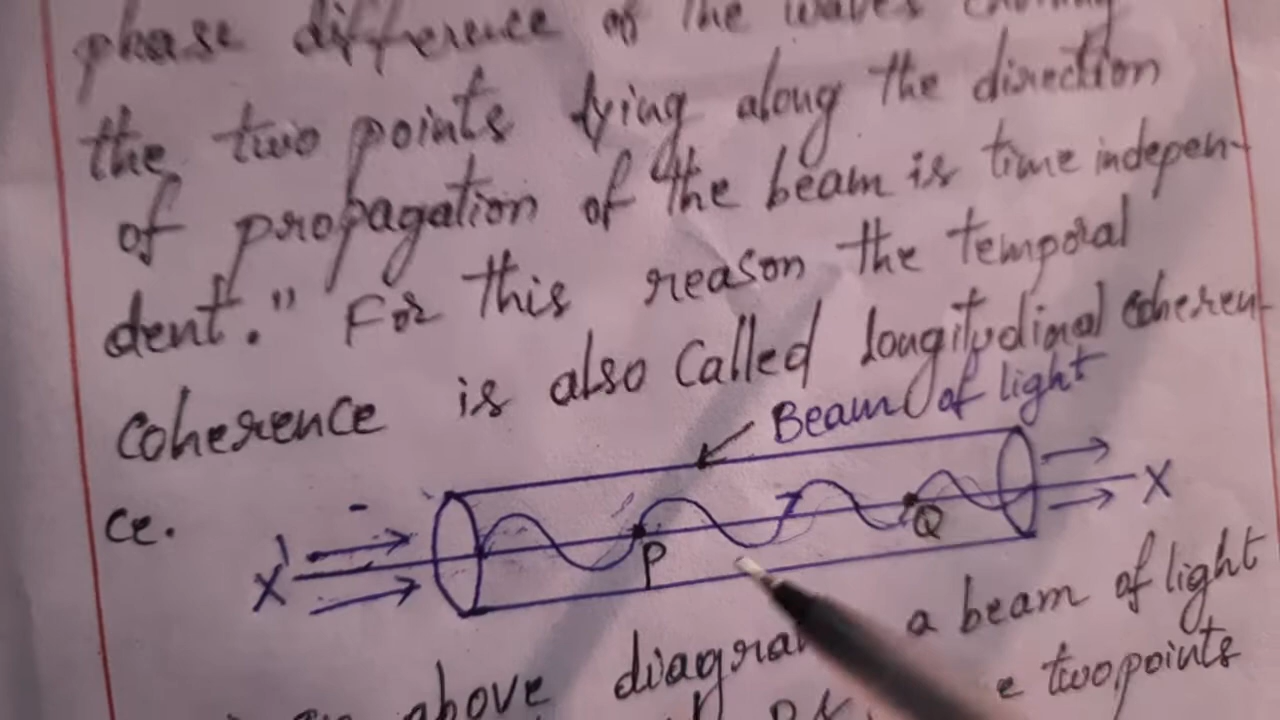 phase difference of the waves
the two points lying along the direction
of propagation of the beam is time indepen-
dent." For this reason the temporal
coherence is also called longitudinal coheren-
ce.
Beam of light
X'
P
Q
X
above diagram a beam of light
two points